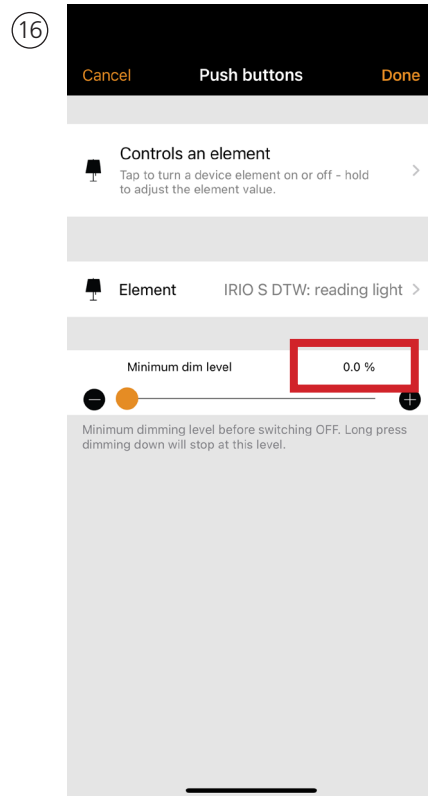 16
Cancel Push buttons Done
Controls an element
Tap to turn a device element on or off - hold
to adjust the element value.
Element IRIO S DTW: reading light
Minimum dim level 0.0 %
Minimum dimming level before switching OFF. Long press
dimming down will stop at this level.